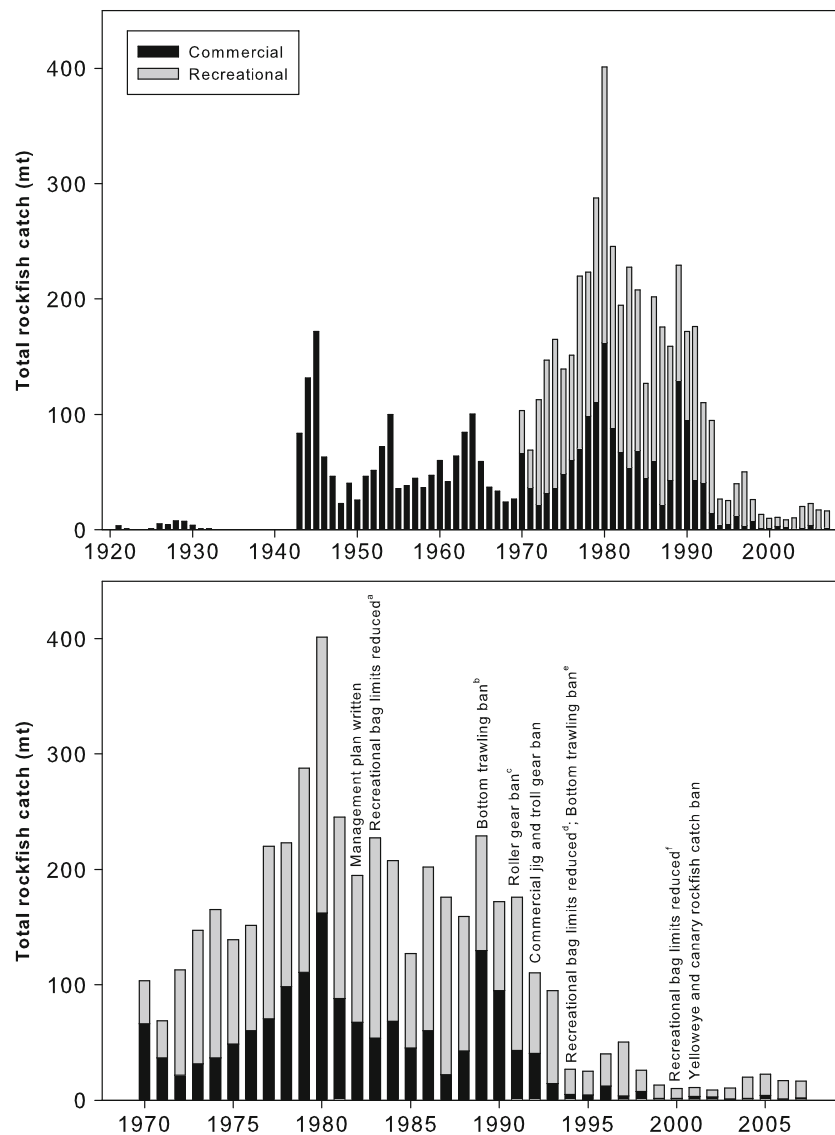 Commercial
Recreational
Total rockfish catch (mt)
400
300
200
100
0
1920 1930 1940 1950 1960 1970 1980 1990 2000
Total rockfish catch (mt)
400
300
200
100
0
Management plan written
Recreational bag limits reducedᵃ
Bottom trawling banᵇ
Roller gear banᶜ
Commercial jig and troll gear ban
Recreational bag limits reducedᵈ; Bottom trawling banᵉ
Recreational bag limits reducedᶠ
Yelloweye and canary rockfish catch ban
1970 1975 1980 1985 1990 1995 2000 2005